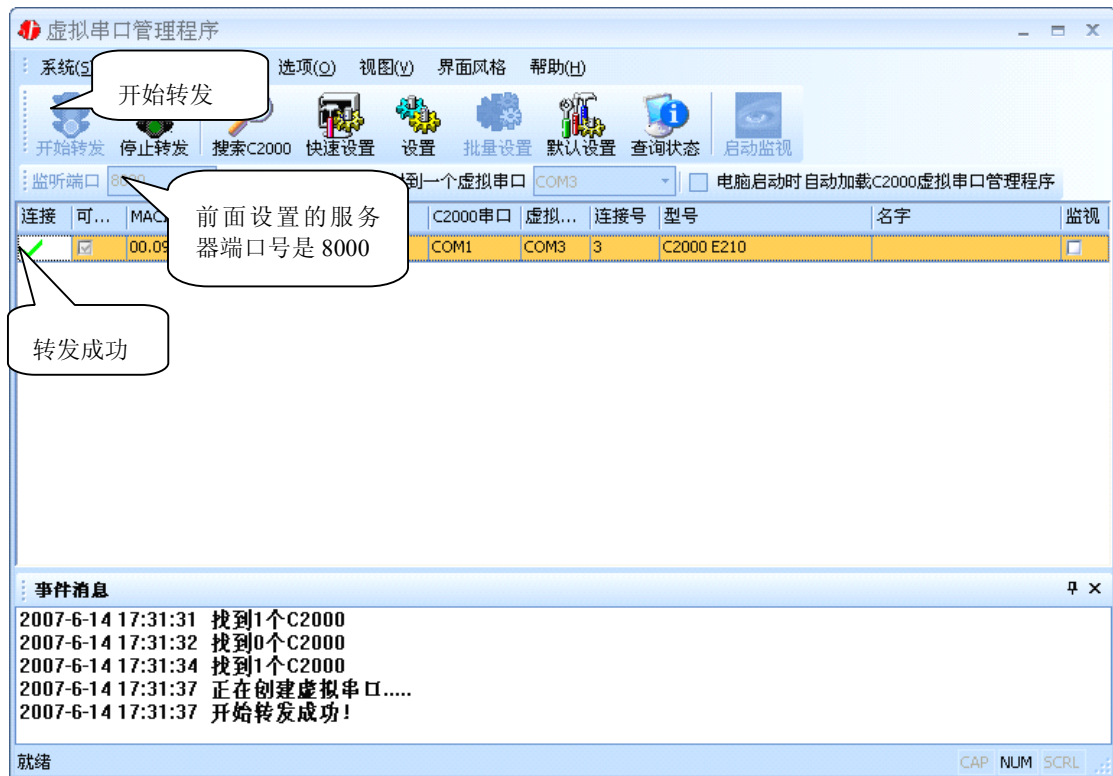 虚拟串口管理程序
系统(S 选项(O) 视图(V) 界面风格 帮助(H)
开始转发
开始转发 停止转发 搜索C2000 快速设置 设置 批量设置 默认设置 查询状态 启动监视
监听端口 到一个虚拟串口 COM3 电脑启动时自动加载C2000虚拟串口管理程序
前面设置的服务
器端口号是 8000
连接 可... MAC C2000串口 虚拟... 连接号 型号 名字 监视
00.09 COM1 COM3 3 C2000 E210
转发成功
事件消息
2007-6-14 17:31:31 找到1个C2000
2007-6-14 17:31:32 找到0个C2000
2007-6-14 17:31:34 找到1个C2000
2007-6-14 17:31:37 正在创建虚拟串口.....
2007-6-14 17:31:37 开始转发成功!
就绪 CAP NUM SCRL